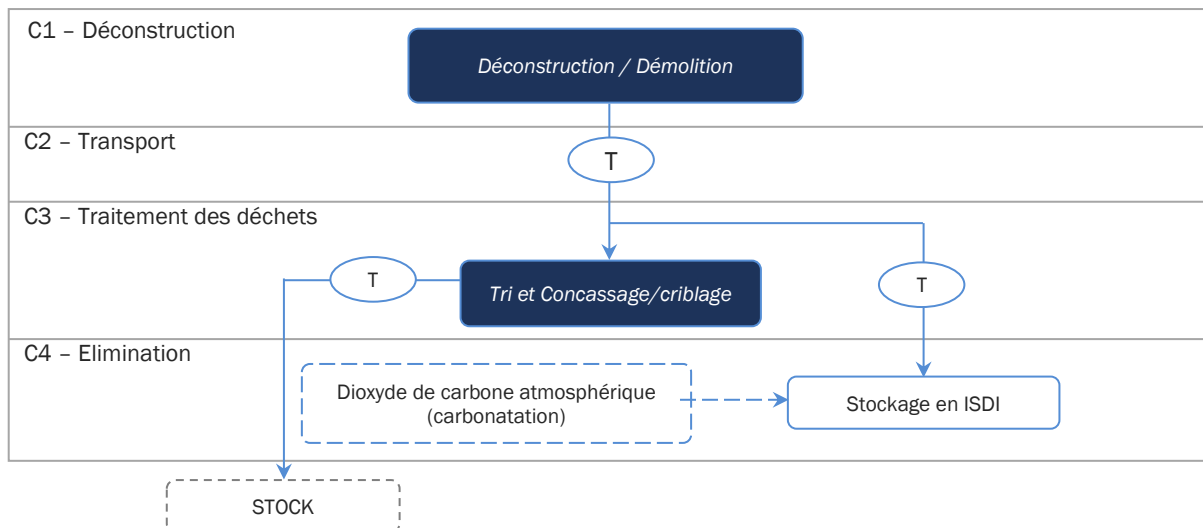 C1 – Déconstruction
Déconstruction / Démolition
C2 – Transport
T
C3 – Traitement des déchets
T
Tri et Concassage/criblage
T
C4 – Elimination
Dioxyde de carbone atmosphérique
(carbonatation)
Stockage en ISDI
STOCK